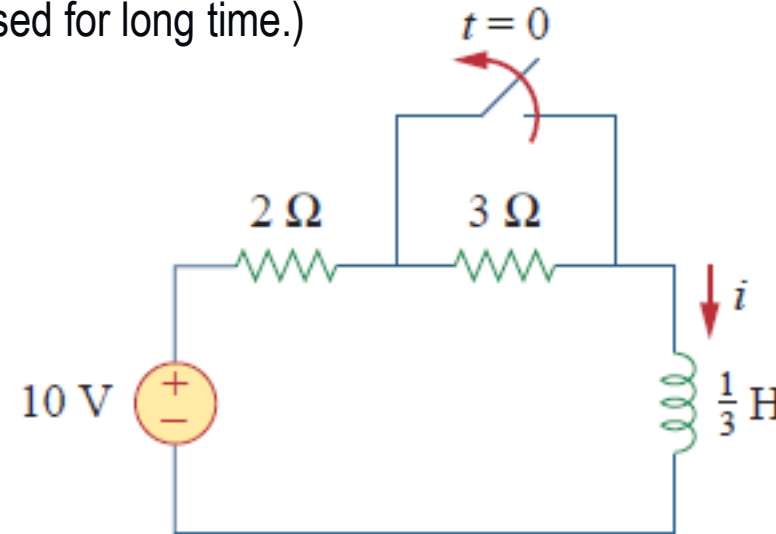 sed for long time.)
t = 0
2 Ω
3 Ω
i
10 V
+
−
1/3 H